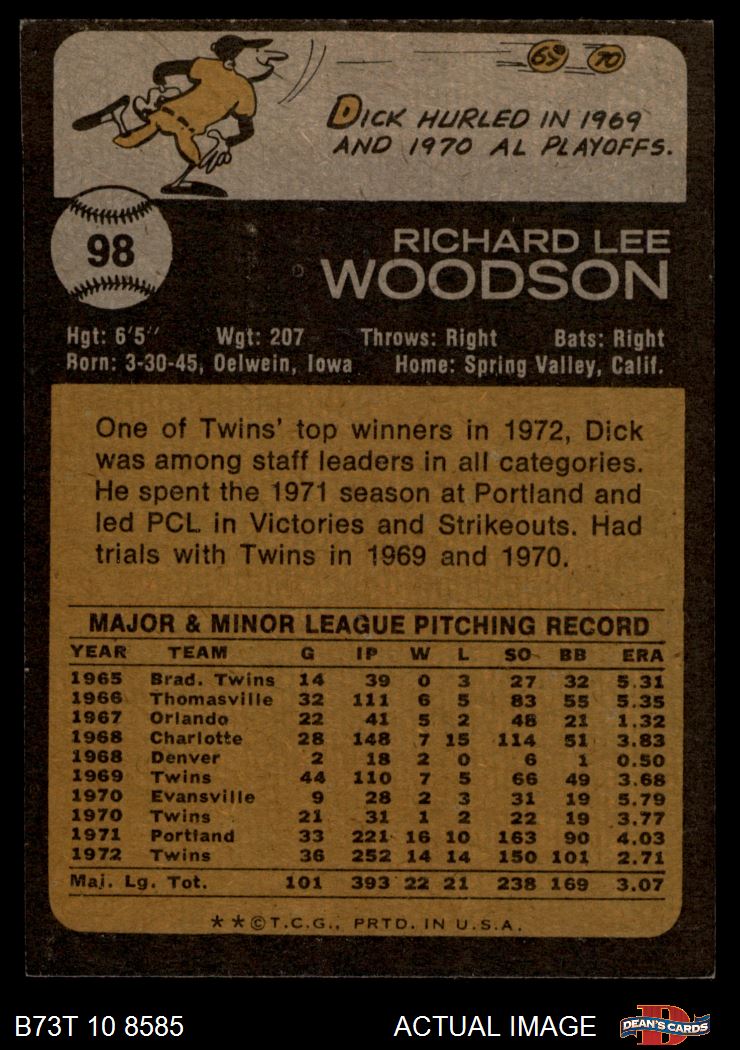 69 70
DICK HURLED IN 1969
AND 1970 AL PLAYOFFS.
98
RICHARD LEE
WOODSON
Hgt: 6'5" Wgt: 207 Throws: Right Bats: Right
Born: 3-30-45, Oelwein, Iowa Home: Spring Valley, Calif.
One of Twins' top winners in 1972, Dick
was among staff leaders in all categories.
He spent the 1971 season at Portland and
led PCL in Victories and Strikeouts. Had
trials with Twins in 1969 and 1970.
MAJOR & MINOR LEAGUE PITCHING RECORD
YEAR TEAM G IP W L SO BB ERA
1965 Brad. Twins 14 39 0 3 27 32 5.31
1966 Thomasville 32 111 6 5 83 55 5.35
1967 Orlando 22 41 5 2 48 21 1.32
1968 Charlotte 28 148 7 15 114 51 3.83
1968 Denver 2 18 2 0 6 1 0.50
1969 Twins 44 110 7 5 66 49 3.68
1970 Evansville 9 28 2 3 31 19 5.79
1970 Twins 21 31 1 2 22 19 3.77
1971 Portland 33 221 16 10 163 90 4.03
1972 Twins 36 252 14 14 150 101 2.71
Maj. Lg. Tot. 101 393 22 21 238 169 3.07
**©T.C.G., PRTD. IN U.S.A.
B73T 10 8585 ACTUAL IMAGE D DEAN'S CARDS